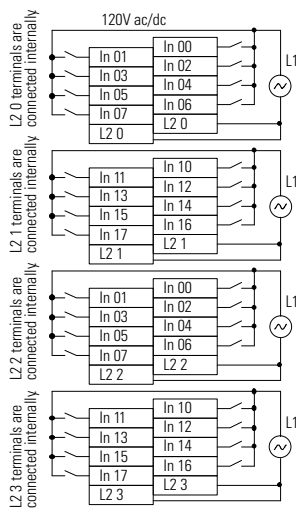 120V ac/dc
L2 0 terminals are
connected internally.
In 00
In 01
In 02
In 03
In 04
In 05
In 06
In 07
L2 0
L2 0
L1
L2 1 terminals are
connected internally.
In 10
In 11
In 12
In 13
In 14
In 15
In 16
In 17
L2 1
L2 1
L1
L2 2 terminals are
connected internally.
In 00
In 01
In 02
In 03
In 04
In 05
In 06
In 07
L2 2
L2 2
L1
L2 3 terminals are
connected internally.
In 10
In 11
In 12
In 13
In 14
In 15
In 16
In 17
L2 3
L2 3
L1